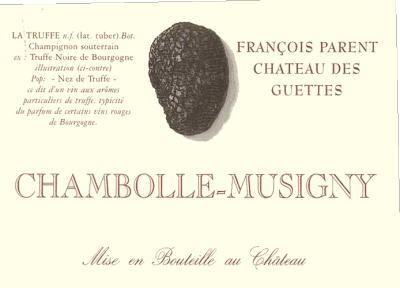 LA TRUFFE n.f. (lat. tuber).Bot.
Champignon souterrain
ex : Truffe Noire de Bourgogne
illustration (ci-contre)
Pop: - Nez de Truffe -
ce dit d'un vin aux arômes
particuliers de truffe. typicité
du parfum de certains vins rouges
de Bourgogne.
FRANÇOIS PARENT
CHATEAU DES
GUETTES
CHAMBOLLE-MUSIGNY
Mise en Bouteille au Château